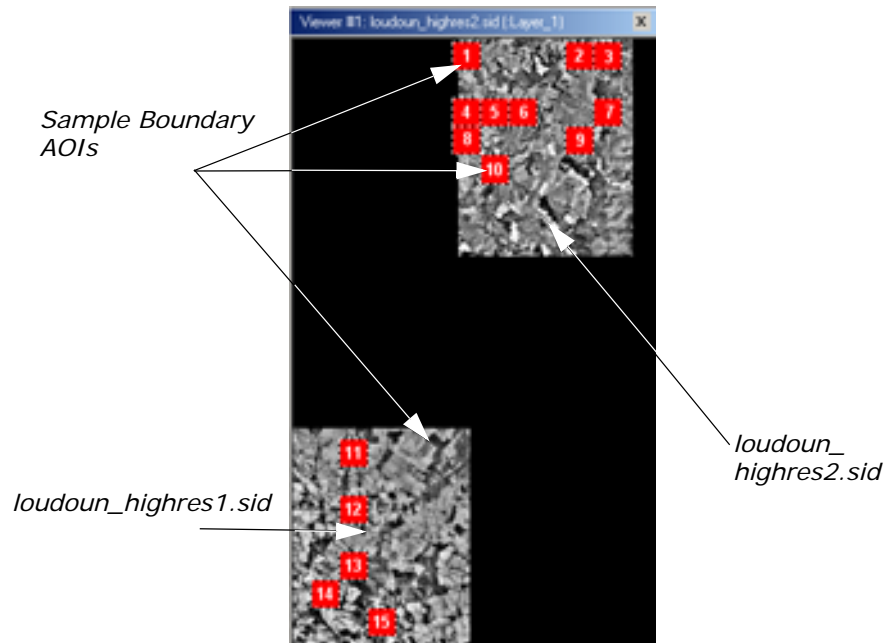 Viewer #1: loudoun_highres2.sid (:Layer_1)
X
1
2
3
Sample Boundary
AOIs
4
5
6
7
8
9
10
loudoun_
highres2.sid
11
loudoun_highres1.sid
12
13
14
15